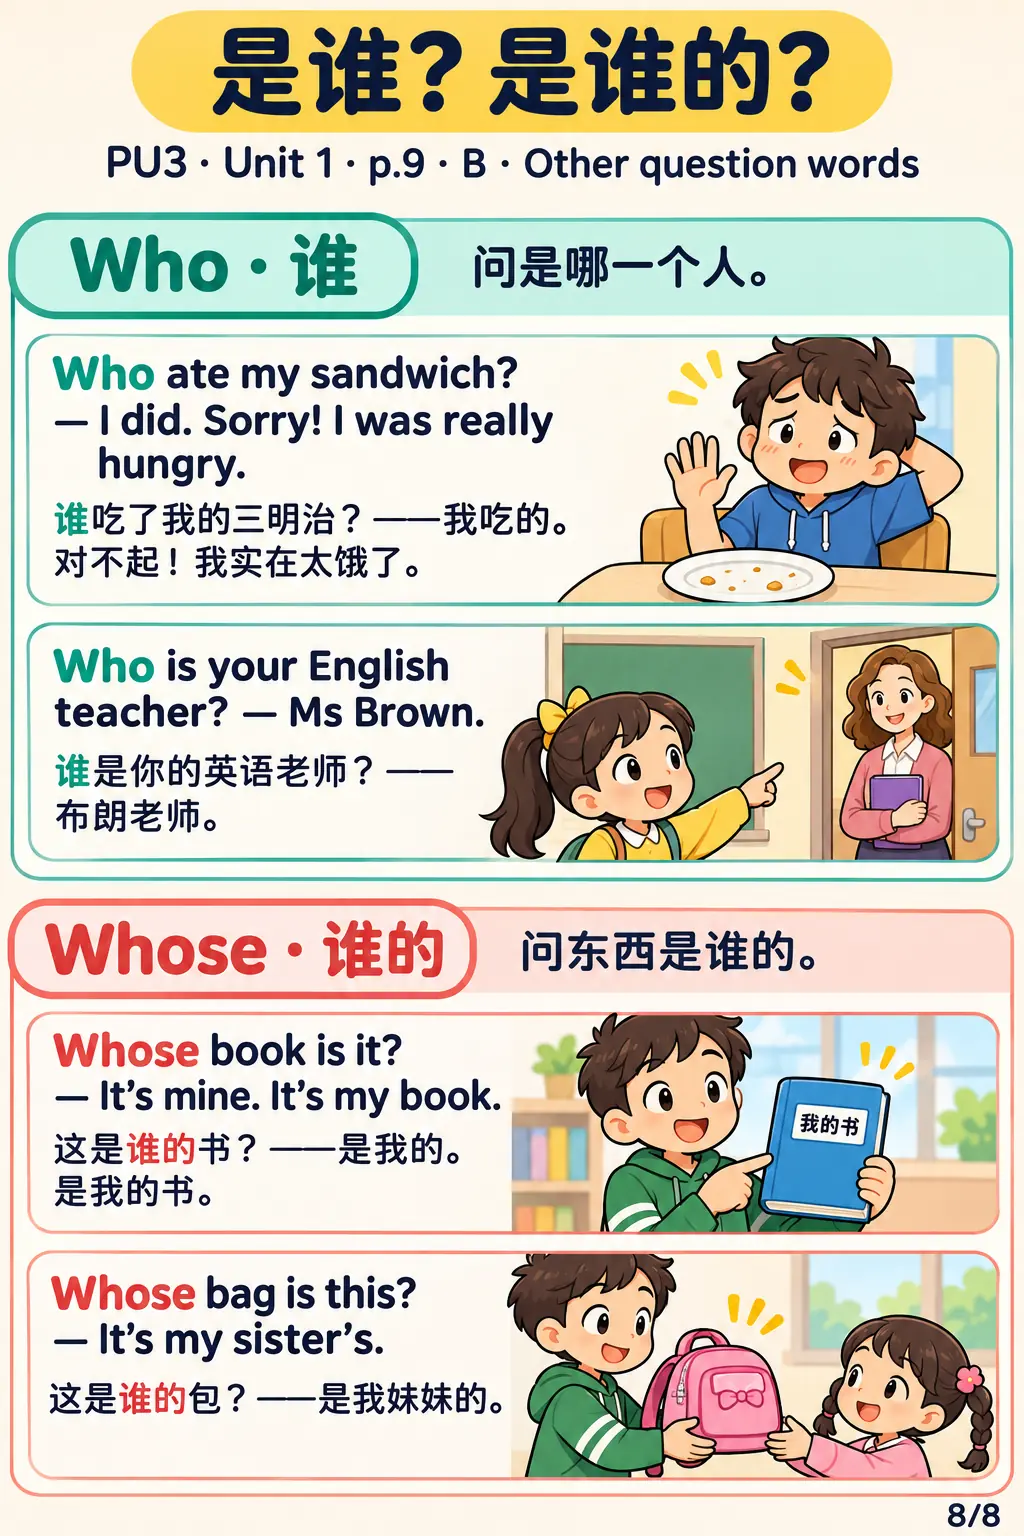 是谁？是谁的？
PU3 · Unit 1 · p.9 · B · Other question words
Who · 谁
问是哪一个人。
Who ate my sandwich?
— I did. Sorry! I was really
hungry.
谁吃了我的三明治？——我吃的。
对不起！我实在太饿了。
Who is your English
teacher? — Ms Brown.
谁是你的英语老师？——
布朗老师。
Whose · 谁的
问东西是谁的。
Whose book is it?
— It's mine. It's my book.
这是谁的书？——是我的。
是我的书。
我的书
Whose bag is this?
— It's my sister's.
这是谁的包？——是我妹妹的。
8/8